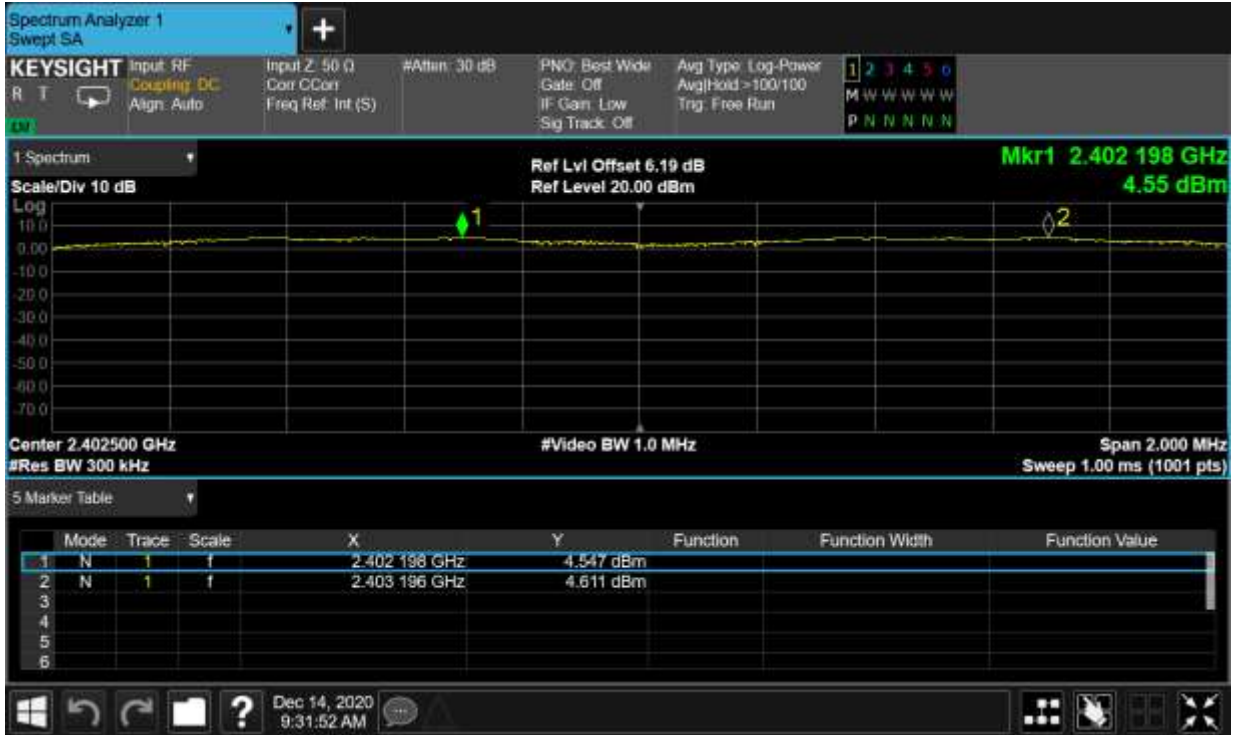 Spectrum Analyzer 1
Swept SA
KEYSIGHT
Input: RF
Coupling: DC
Align: Auto
R T
Input Z: 50 Ω
Corr CCorr
Freq Ref: Int (S)
#Atten: 30 dB
PNO: Best Wide
Gate: Off
IF Gain: Low
Sig Track: Off
Avg Type: Log-Power
Avg|Hold:>100/100
Trig: Free Run
1 2 3 4 5 6
M W W W W W
P N N N N N
1 Spectrum
Ref Lvl Offset 6.19 dB
Mkr1 2.402 198 GHz
Scale/Div 10 dB
Ref Level 20.00 dBm
4.55 dBm
Log
10.0
0.00
-10.0
-20.0
-30.0
-40.0
-50.0
-60.0
-70.0
1
2
Center 2.402500 GHz
#Video BW 1.0 MHz
Span 2.000 MHz
#Res BW 300 kHz
Sweep 1.00 ms (1001 pts)
5 Marker Table
Mode Trace Scale X Y Function Function Width Function Value
1 N 1 f 2.402 198 GHz 4.547 dBm
2 N 1 f 2.403 196 GHz 4.611 dBm
3
4
5
6
?
Dec 14, 2020
9:31:52 AM